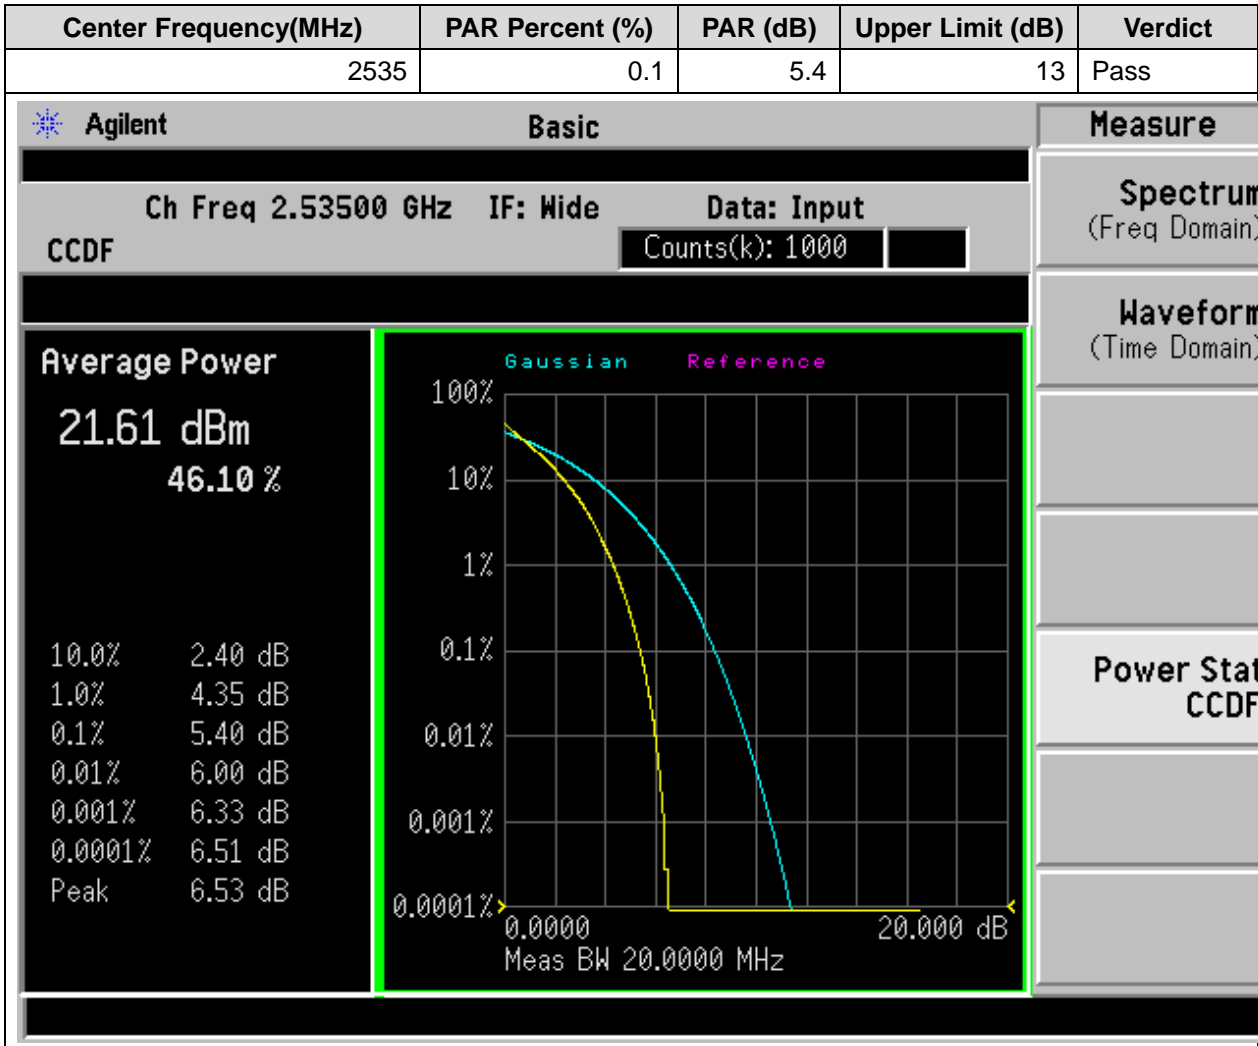 Center Frequency(MHz) PAR Percent (%) PAR (dB) Upper Limit (dB) Verdict
2535 0.1 5.4 13 Pass
Agilent Basic Measure
Ch Freq 2.53500 GHz IF: Wide Data: Input
CCDF Counts(k): 1000
Spectrum
(Freq Domain)
Waveform
(Time Domain)
Power Stat
CCDF
Average Power
21.61 dBm
46.10 %
10.0% 2.40 dB
1.0% 4.35 dB
0.1% 5.40 dB
0.01% 6.00 dB
0.001% 6.33 dB
0.0001% 6.51 dB
Peak 6.53 dB
Gaussian Reference
100%
10%
1%
0.1%
0.01%
0.001%
0.0001%
0.0000 20.000 dB
Meas BW 20.0000 MHz